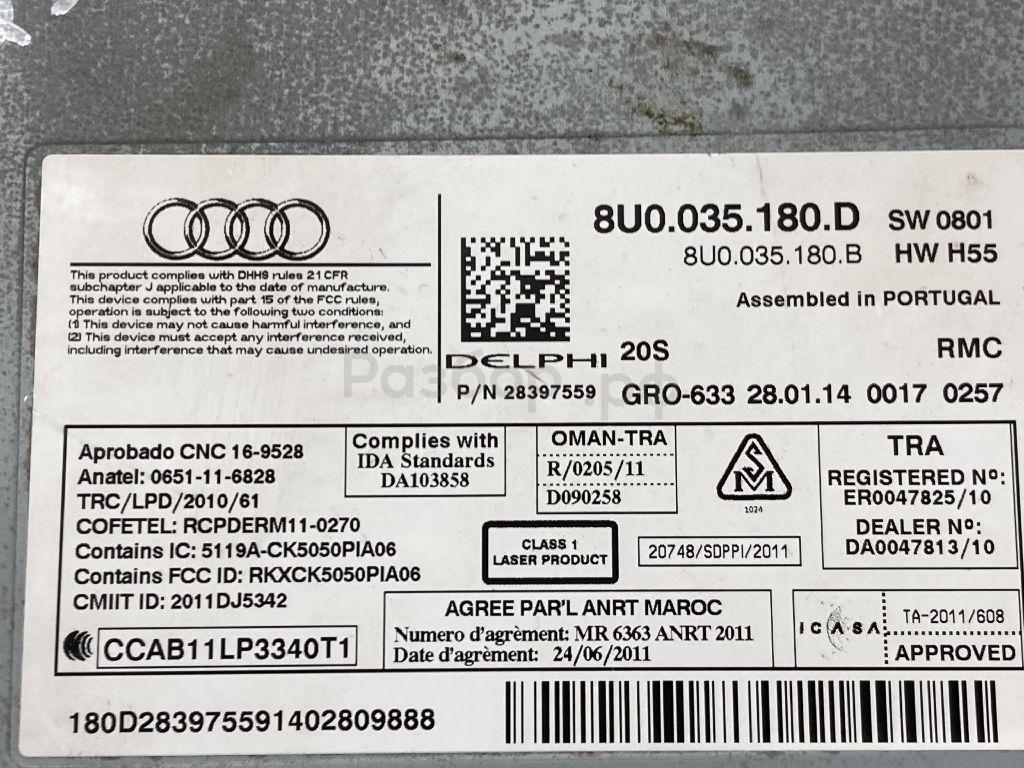 This product complies with DHHS rules 21 CFR
subchapter J applicable to the date of manufacture.
This device complies with part 15 of the FCC rules,
operation is subject to the following two conditions:
(1) This device may not cause harmful interference, and
(2) This device must accept any interference received,
including interference that may cause undesired operation.
8U0.035.180.D SW 0801
8U0.035.180.B HW H55
Assembled in PORTUGAL
DELPHI 20S RMC
P/N 28397559 GRO-633 28.01.14 0017 0257
Разбор.рф
Aprobado CNC 16-9528
Anatel: 0651-11-6828
TRC/LPD/2010/61
COFETEL: RCPDERM11-0270
Contains IC: 5119A-CK5050PIA06
Contains FCC ID: RKXCK5050PIA06
CMIIT ID: 2011DJ5342
CCAB11LP3340T1
Complies with
IDA Standards
DA103858
OMAN-TRA
R/0205/11
D090258
SM
1024
TRA
REGISTERED Nº:
ER0047825/10
DEALER Nº:
DA0047813/10
CLASS 1
LASER PRODUCT
20748/SDPPI/2011
AGREE PAR'L ANRT MAROC
Numero d'agrèment: MR 6363 ANRT 2011
Date d'agrèment: 24/06/2011
ICASA
TA-2011/608
APPROVED
180D283975591402809888